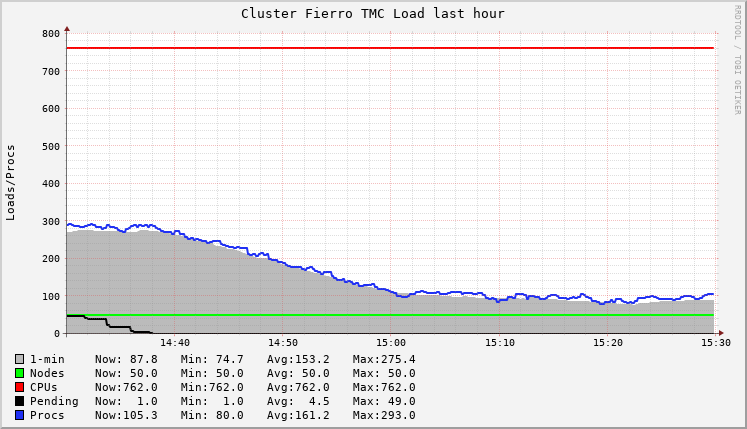 Cluster Fierro TMC Load last hour
RRDTOOL / TOBI OETIKER
Loads/Procs
800
700
600
500
400
300
200
100
0
14:40 14:50 15:00 15:10 15:20 15:30
1-min Now: 87.8 Min: 74.7 Avg:153.2 Max:275.4
Nodes Now: 50.0 Min: 50.0 Avg: 50.0 Max: 50.0
CPUs Now:762.0 Min:762.0 Avg:762.0 Max:762.0
Pending Now: 1.0 Min: 1.0 Avg: 4.5 Max: 49.0
Procs Now:105.3 Min: 80.0 Avg:161.2 Max:293.0